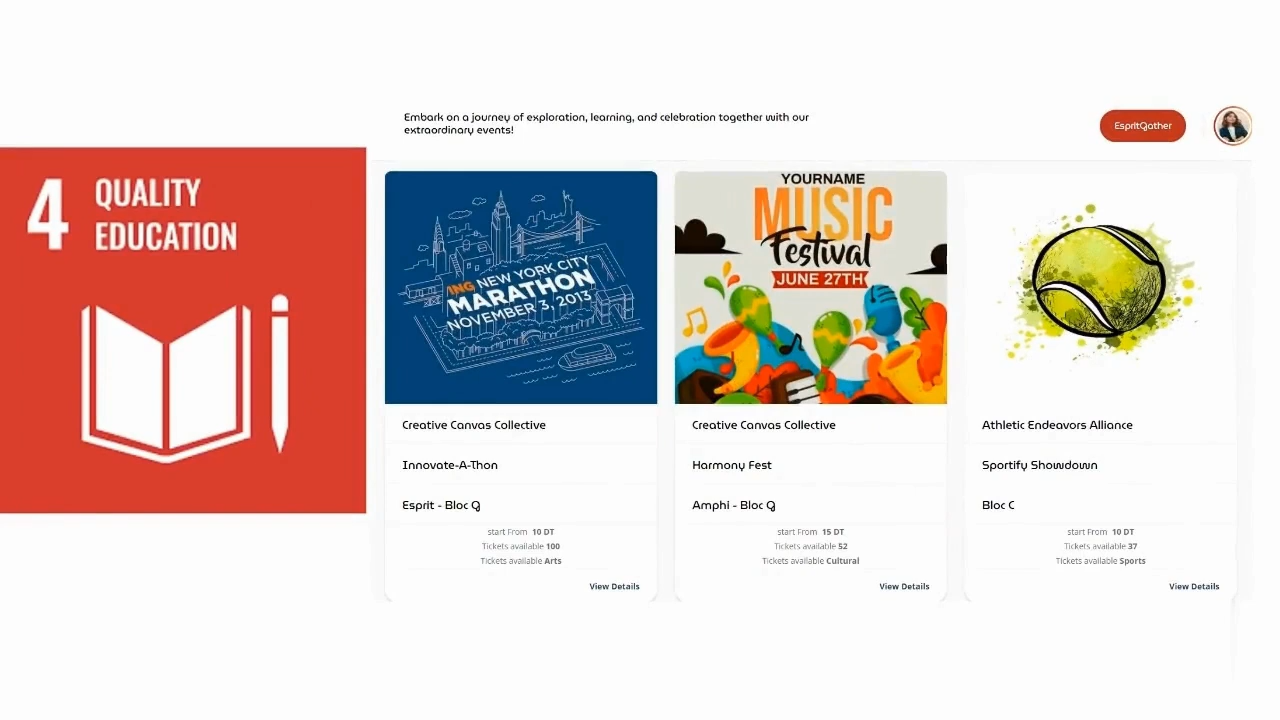 Embark on a journey of exploration, learning, and celebration together with our
extraordinary events!
EspritGather
4 QUALITY
EDUCATION
ING NEW YORK CITY
MARATHON
NOVEMBER 3, 2013
YOURNAME
MUSIC
Festival
JUNE 27TH
Creative Canvas Collective
Innovate-A-Thon
Esprit - Bloc G
start From 10 DT
Tickets available 100
Tickets available Arts
View Details
Creative Canvas Collective
Harmony Fest
Amphi - Bloc G
start From 15 DT
Tickets available 52
Tickets available Cultural
View Details
Athletic Endeavors Alliance
Sportify Showdown
Bloc C
start From 10 DT
Tickets available 37
Tickets available Sports
View Details